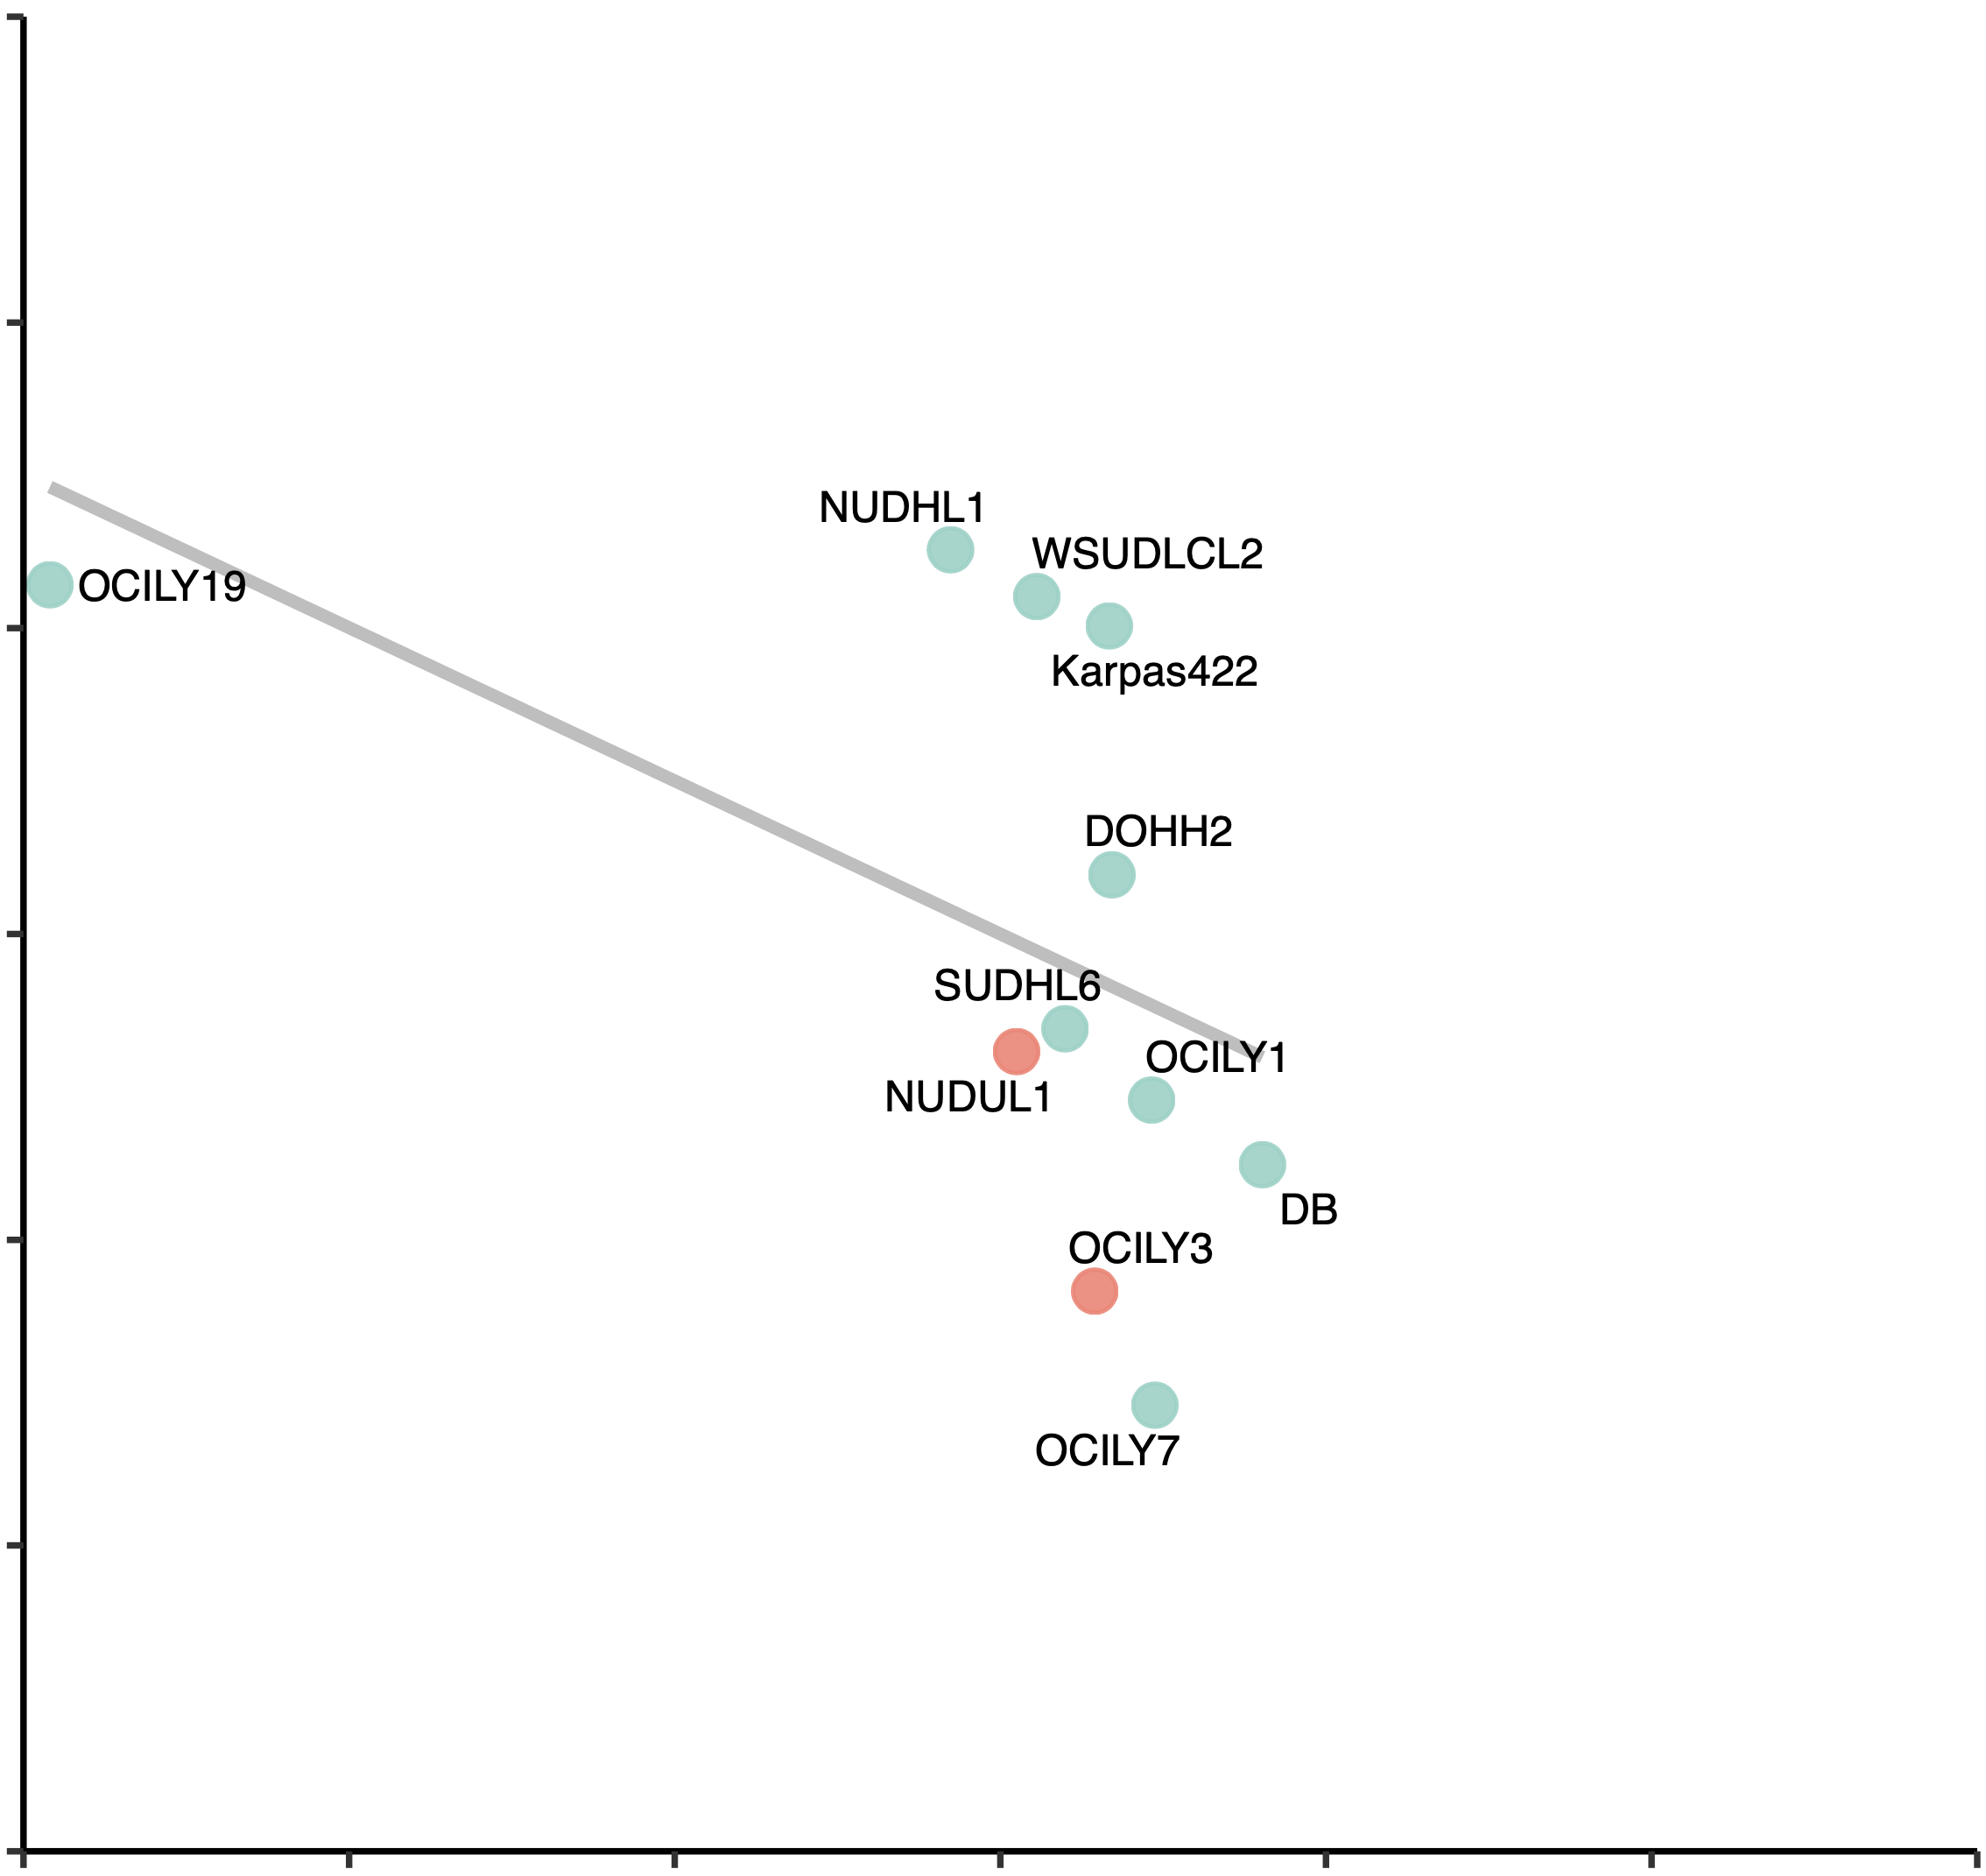 NUDHL1
WSUDLCL2
OCILY19
Karpas422
DOHH2
SUDHL6
OCILY1
NUDUL1
DB
OCILY3
OCILY7